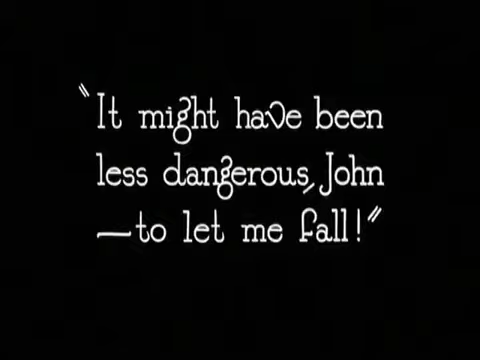 "It might have been
less dangerous, John
—to let me fall!"